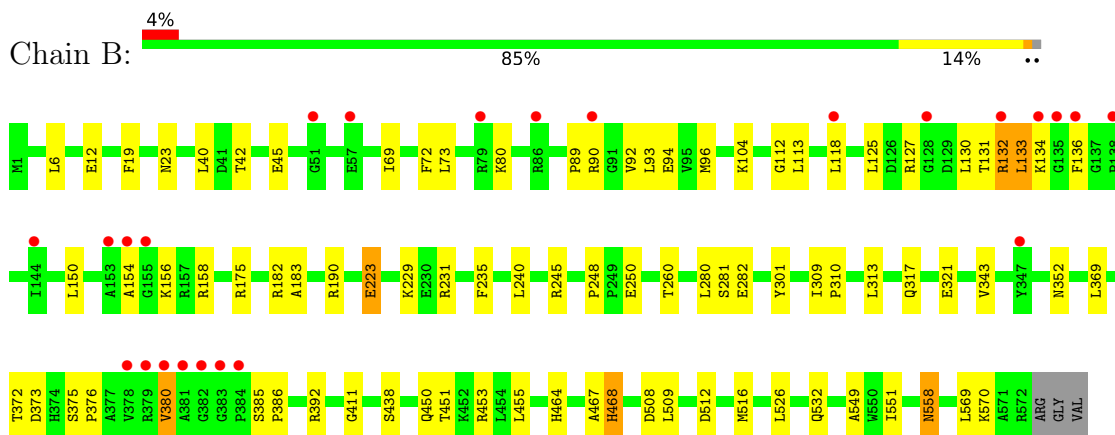 4%
Chain B:
85% 14% ••
M1 L6 E12 F19 N23 L40 D41 T42 E45 G51 E57 I69 F72 L73 R79 K80 R86 P89 R90 G91 V92 L93 E94 V95 M96 K104 G112 L113 L118 L125 D126 R127 G128 D129 L130 T131 R132 L133 K134 G135 F136 G137 P138
I144 L150 A153 A154 G155 K156 R157 R158 R175 R182 A183 R190 E223 K229 E230 R231 F235 L240 R245 P248 P249 E250 T260 L280 S281 E282 Y301 I309 P310 L313 Q317 E321 V343 Y347 N352 L369
T372 D373 H374 S375 P376 A377 V378 R379 V380 A381 G382 G383 P384 S385 P386 R392 G411 S438 Q450 T451 K452 R453 L454 L455 H464 A467 H468 D508 L509 D512 M516 L526 Q532 A549 W550 I551 N558 L569 K570 A571 R572 ARG GLY VAL